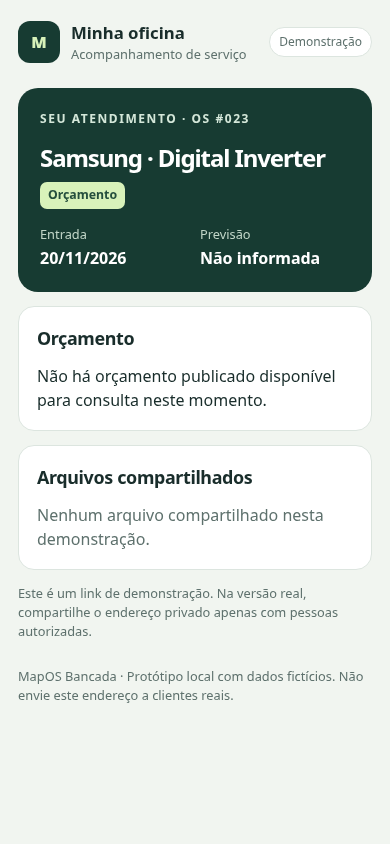 M
Minha oficina
Acompanhamento de serviço
Demonstração
SEU ATENDIMENTO · OS #023
Samsung · Digital Inverter
Orçamento
Entrada
Previsão
20/11/2026
Não informada
Orçamento
Não há orçamento publicado disponível
para consulta neste momento.
Arquivos compartilhados
Nenhum arquivo compartilhado nesta
demonstração.
Este é um link de demonstração. Na versão real,
compartilhe o endereço privado apenas com pessoas
autorizadas.
MapOS Bancada · Protótipo local com dados fictícios. Não
envie este endereço a clientes reais.